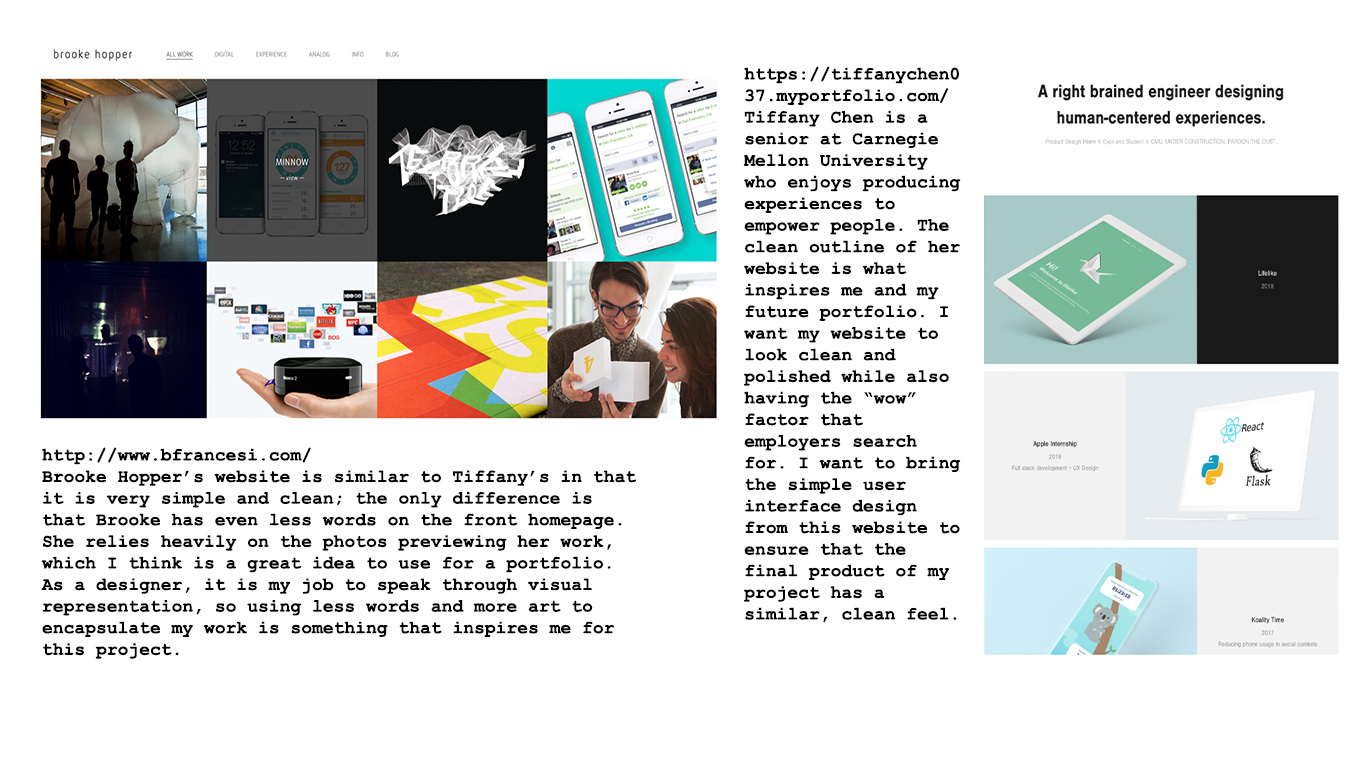 brooke hopper
ALL WORK DIGITAL EXPERIENCE ANALOG INFO BLOG
MINNOW
VIEW
127
Roku 2
http://www.bfrancesi.com/
Brooke Hopper’s website is similar to Tiffany’s in that
it is very simple and clean; the only difference is
that Brooke has even less words on the front homepage.
She relies heavily on the photos previewing her work,
which I think is a great idea to use for a portfolio.
As a designer, it is my job to speak through visual
representation, so using less words and more art to
encapsulate my work is something that inspires me for
this project.
https://tiffanychen0
37.myportfolio.com/
Tiffany Chen is a
senior at Carnegie
Mellon University
who enjoys producing
experiences to
empower people. The
clean outline of her
website is what
inspires me and my
future portfolio. I
want my website to
look clean and
polished while also
having the “wow”
factor that
employers search
for. I want to bring
the simple user
interface design
from this website to
ensure that the
final product of my
project has a
similar, clean feel.
A right brained engineer designing
human-centered experiences.
Product Design Intern @ Expo and Student @ CMU. UNDER CONSTRUCTION. PARDON THE DUST.
Hi!
Lifelike
2018
Apple Internship
2018
Full stack development + UX Design
React
Flask
Koality Time
2017
Reducing phone usage in social contexts